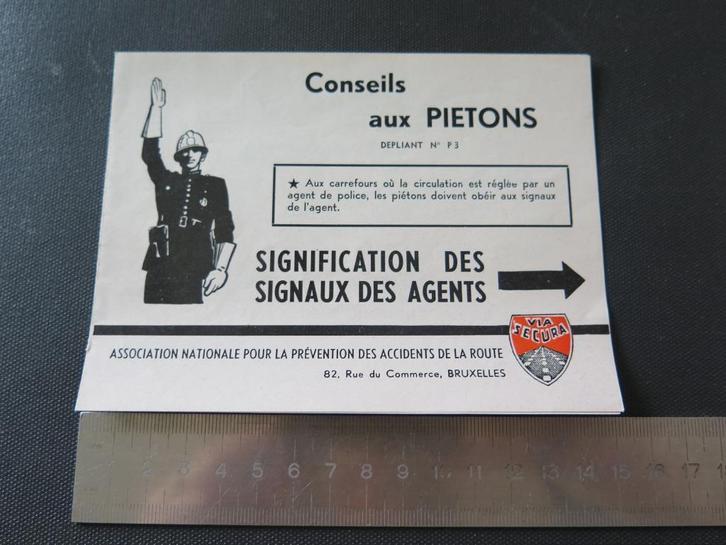 Conseils
aux PIETONS
DEPLIANT N° P3
★ Aux carrefours où la circulation est réglée par un
agent de police, les piétons doivent obéir aux signaux
de l'agent.
SIGNIFICATION DES
SIGNAUX DES AGENTS
VIA
SECURA
ASSOCIATION NATIONALE POUR LA PRÉVENTION DES ACCIDENTS DE LA ROUTE
82, Rue du Commerce, BRUXELLES
2 3 4 5 6 7 8 9 10 11 12 13 14 15 16 17